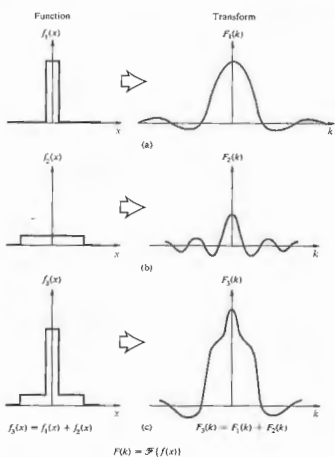 Function Transform
f₁(x) F₁(k)
x k
(a)
f₂(x) F₂(k)
x k
(b)
f₃(x) F₃(k)
x k
f₃(x) = f₁(x) + f₂(x) (c) F₃(k) = F₁(k) + F₂(k)
F(k) = ℱ{f(x)}